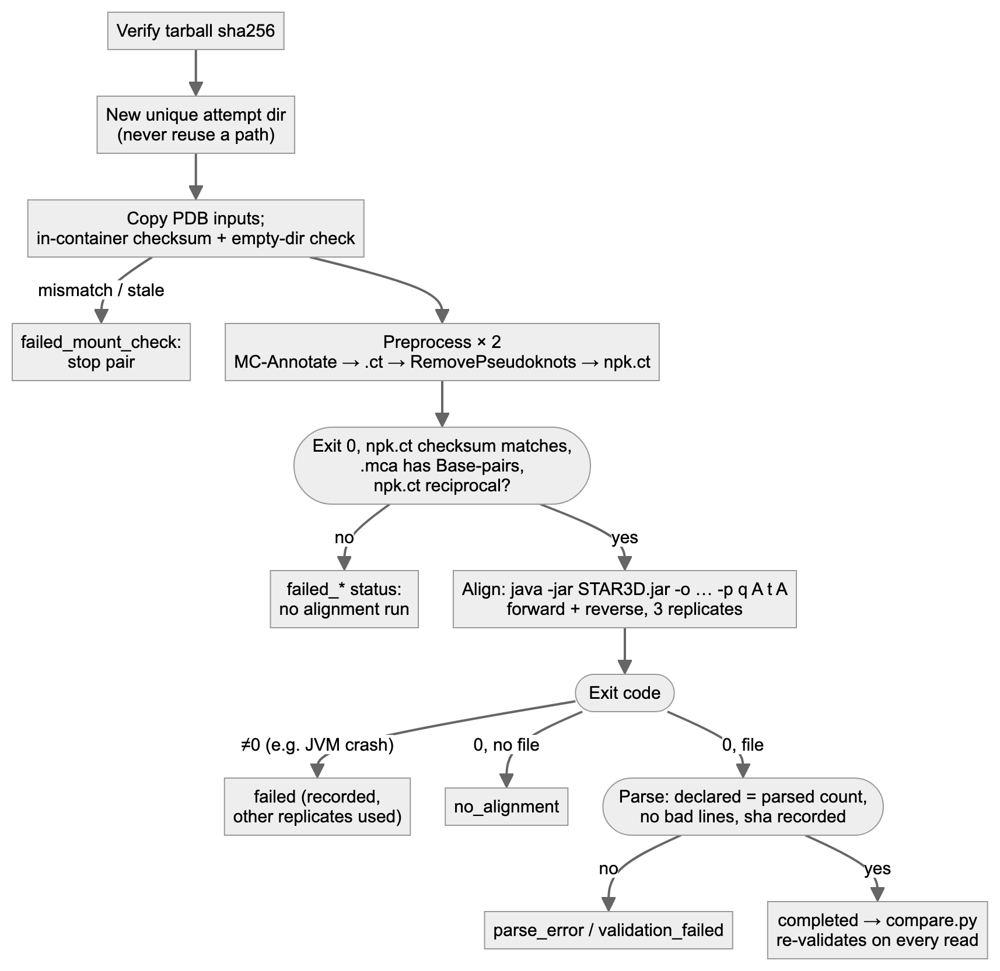 Verify tarball sha256
New unique attempt dir
(never reuse a path)
Copy PDB inputs;
in-container checksum + empty-dir check
mismatch / stale
failed_mount_check:
stop pair
Preprocess × 2
MC-Annotate → .ct → RemovePseudoknots → npk.ct
Exit 0, npk.ct checksum matches,
.mca has Base-pairs,
npk.ct reciprocal?
no
yes
failed_* status:
no alignment run
Align: java -jar STAR3D.jar -o … -p q A t A
forward + reverse, 3 replicates
Exit code
≠0 (e.g. JVM crash)
0, no file
0, file
failed (recorded,
other replicates used)
no_alignment
Parse: declared = parsed count,
no bad lines, sha recorded
no
yes
parse_error / validation_failed
completed → compare.py
re-validates on every read